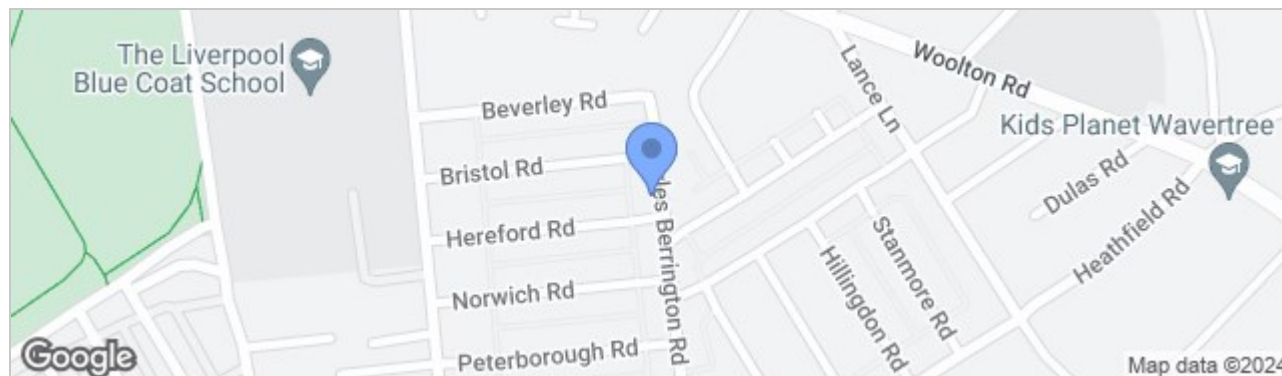 The Liverpool
Blue Coat School
Beverley Rd
Bristol Rd
Hereford Rd
Norwich Rd
Peterborough Rd
les Berrington Rd
Lance Ln
Woolton Rd
Kids Planet Wavertree
Dulas Rd
Heathfield Rd
Stanmore Rd
Hillingdon Rd
Google
Map data ©2024